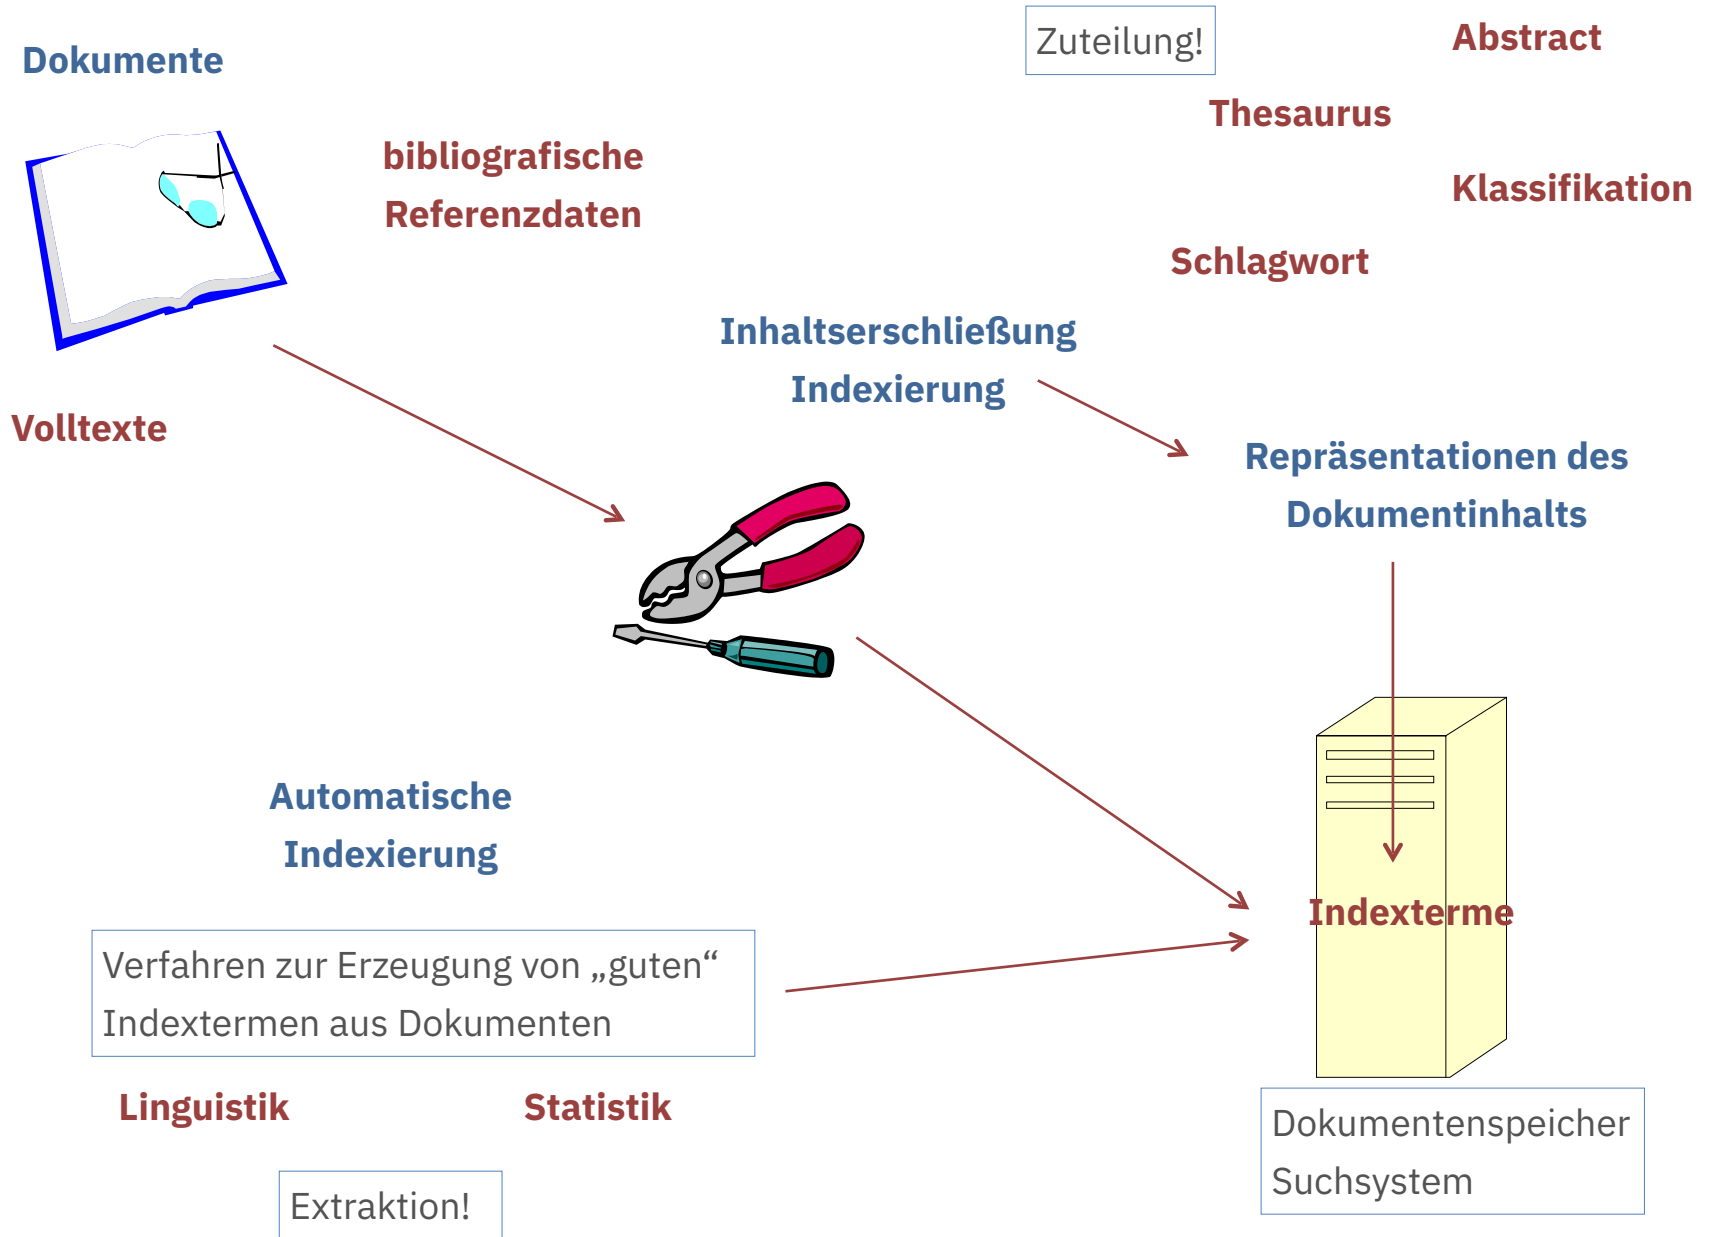 Dokumente
bibliografische
Referenzdaten
Volltexte
Zuteilung!
Abstract
Thesaurus
Klassifikation
Schlagwort
Inhaltserschließung
Indexierung
Repräsentationen des
Dokumentinhalts
Automatische
Indexierung
Verfahren zur Erzeugung von „guten“
Indextermen aus Dokumenten
Linguistik
Statistik
Extraktion!
Indexterme
Dokumentenspeicher
Suchsystem